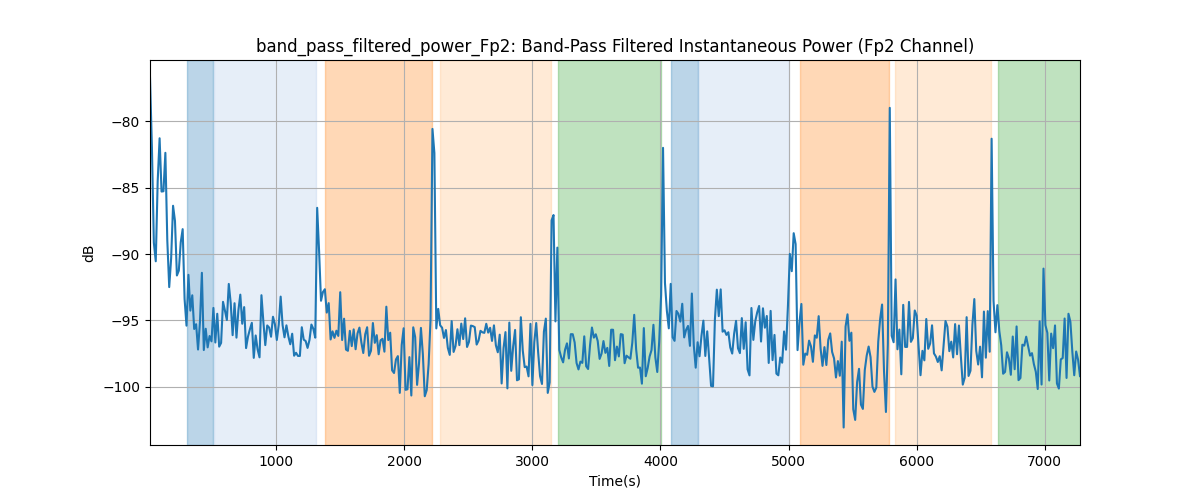 band_pass_filtered_power_Fp2: Band-Pass Filtered Instantaneous Power (Fp2 Channel)
−80
−85
−90
−95
−100
dB
1000 2000 3000 4000 5000 6000 7000
Time(s)